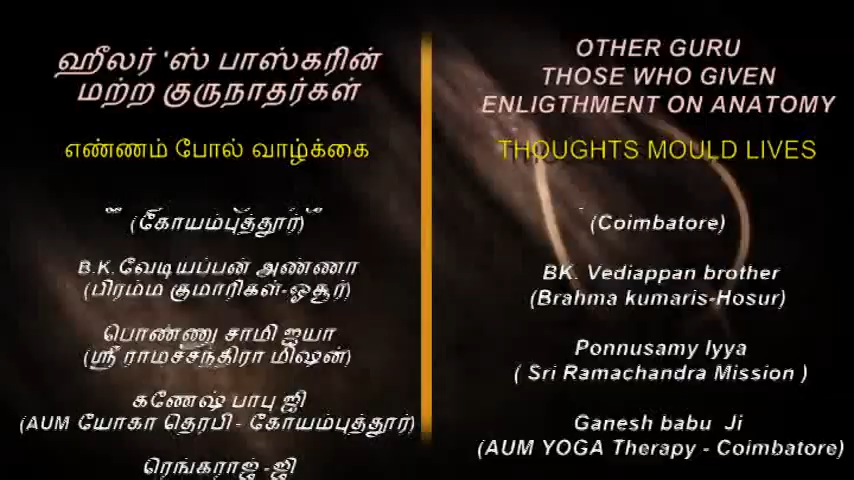 ஹீலர் 'ஸ் பாஸ்கரின்
மற்ற குருநாதர்கள்
எண்ணம் போல் வாழ்க்கை
(கோயம்புத்தூர்)
B.K.வேடியப்பன் அண்ணா
(பிரம்ம குமாரிகள்-ஓசூர்)
பொண்ணு சாமி ஐயா
(ஸ்ரீ ராமச்சந்திரா மிஷன்)
கணேஷ் பாபு ஜி
(AUM யோகா தெரபி - கோயம்புத்தூர்)
ரெங்கராஜ் -ஜி
OTHER GURU
THOSE WHO GIVEN
ENLIGTHMENT ON ANATOMY
THOUGHTS MOULD LIVES
(Coimbatore)
BK. Vediappan brother
(Brahma kumaris-Hosur)
Ponnusamy Iyya
( Sri Ramachandra Mission )
Ganesh babu Ji
(AUM YOGA Therapy - Coimbatore)